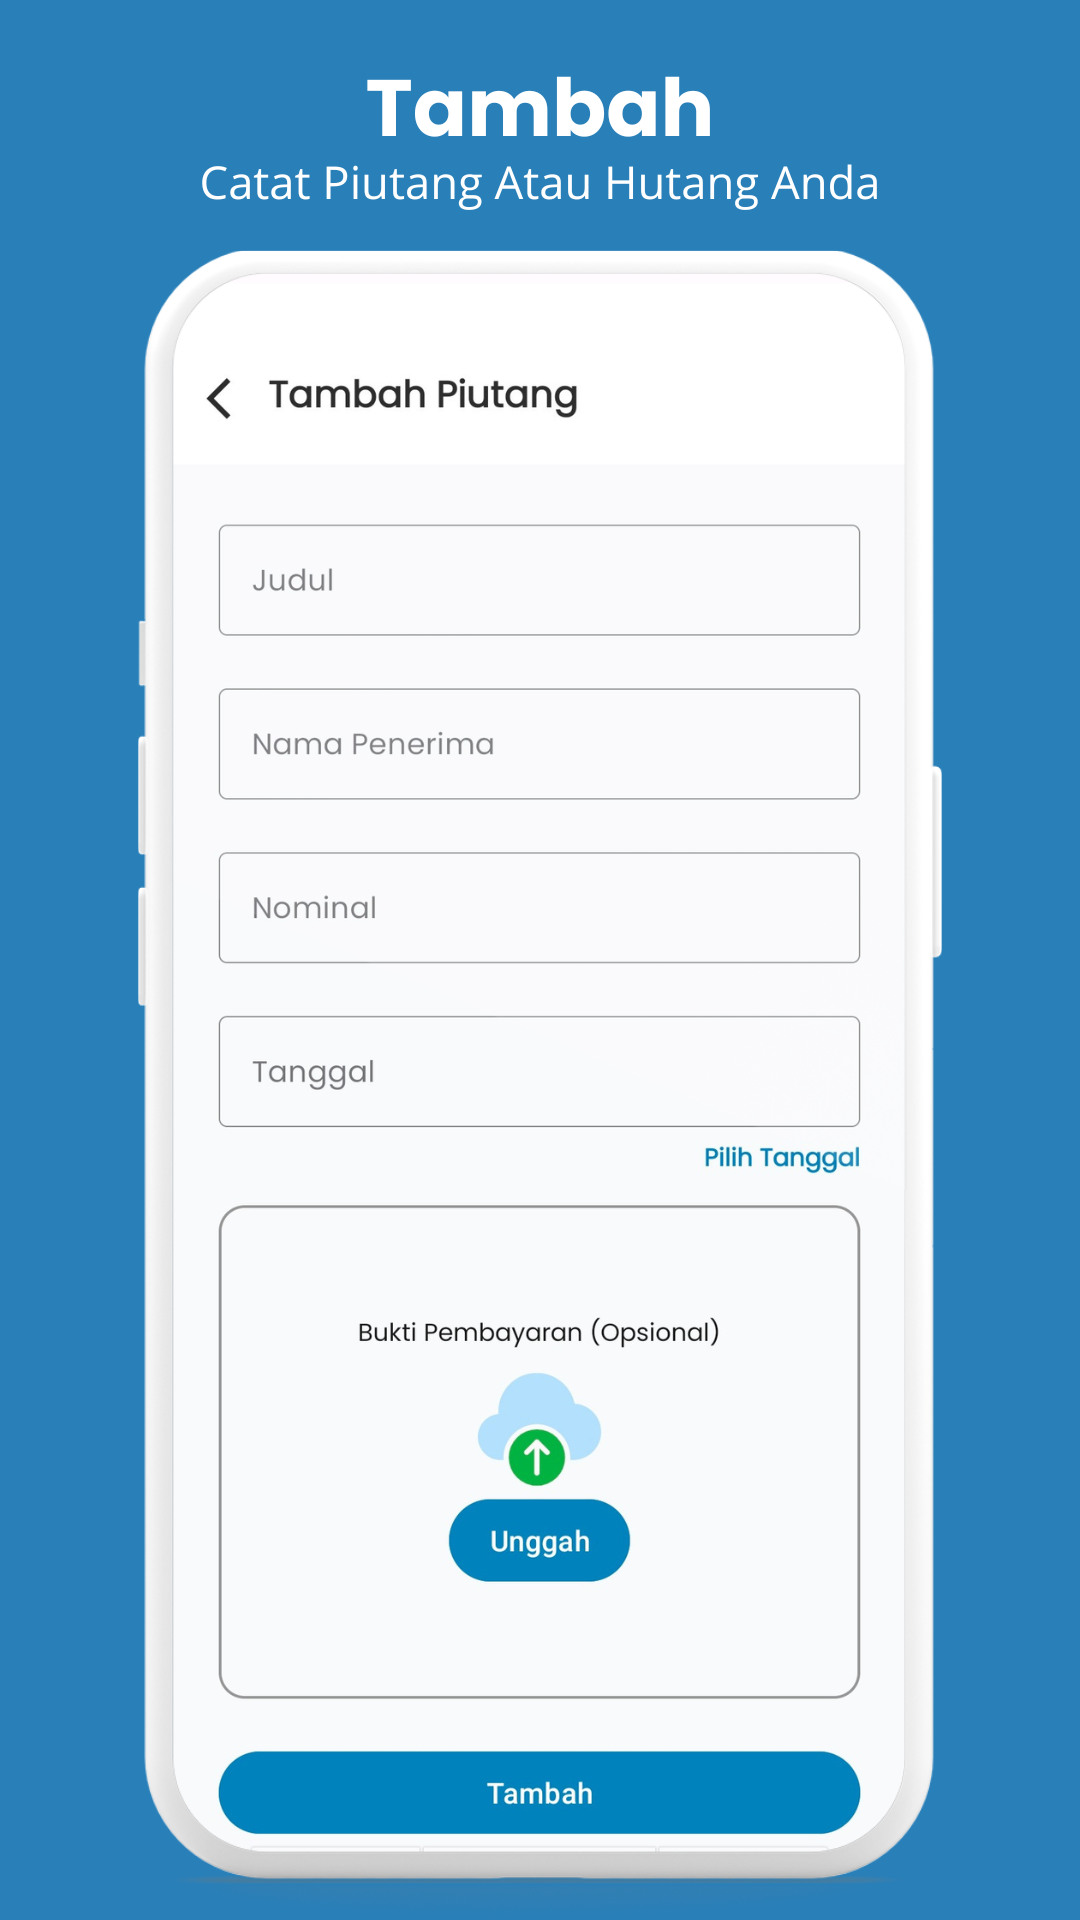 Tambah
Catat Piutang Atau Hutang Anda
Tambah Piutang
Judul
Nama Penerima
Nominal
Tanggal
Pilih Tanggal
Bukti Pembayaran (Opsional)
Unggah
Tambah